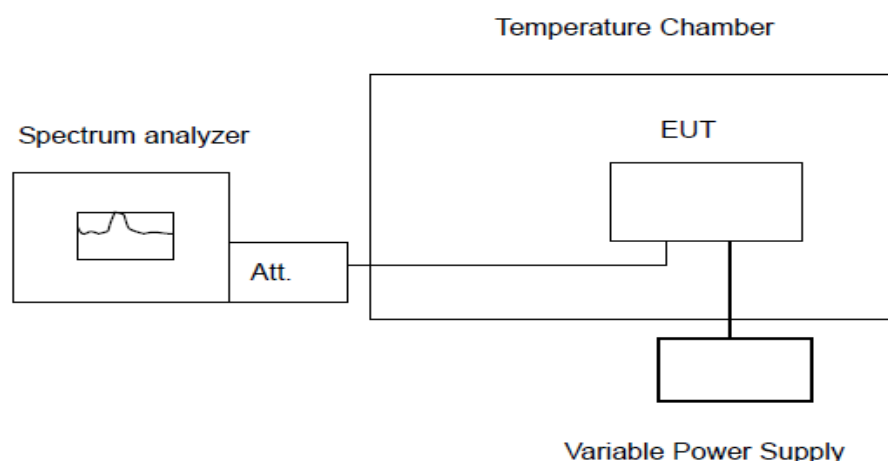 Temperature Chamber
Spectrum analyzer
EUT
Att.
Variable Power Supply